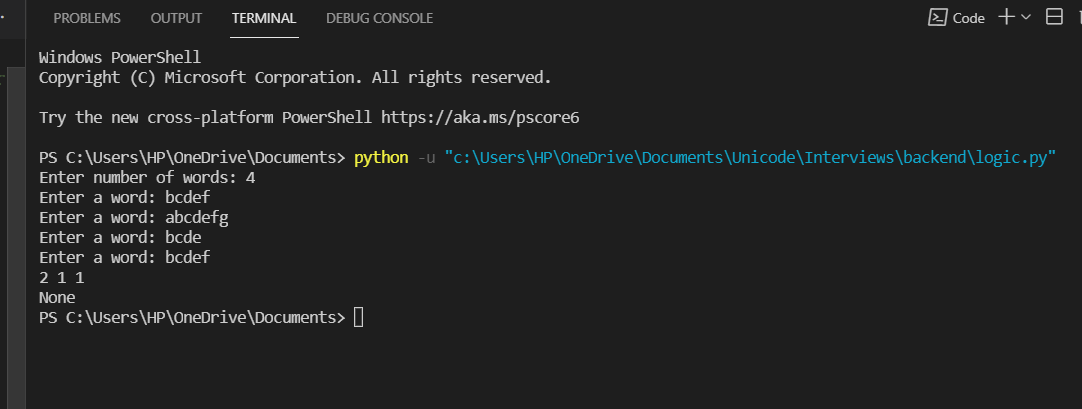 PROBLEMS OUTPUT TERMINAL DEBUG CONSOLE Code
Windows PowerShell
Copyright (C) Microsoft Corporation. All rights reserved.
Try the new cross-platform PowerShell https://aka.ms/pscore6
PS C:\Users\HP\OneDrive\Documents> python -u "c:\Users\HP\OneDrive\Documents\Unicode\Interviews\backend\logic.py"
Enter number of words: 4
Enter a word: bcdef
Enter a word: abcdefg
Enter a word: bcde
Enter a word: bcdef
2 1 1
None
PS C:\Users\HP\OneDrive\Documents>